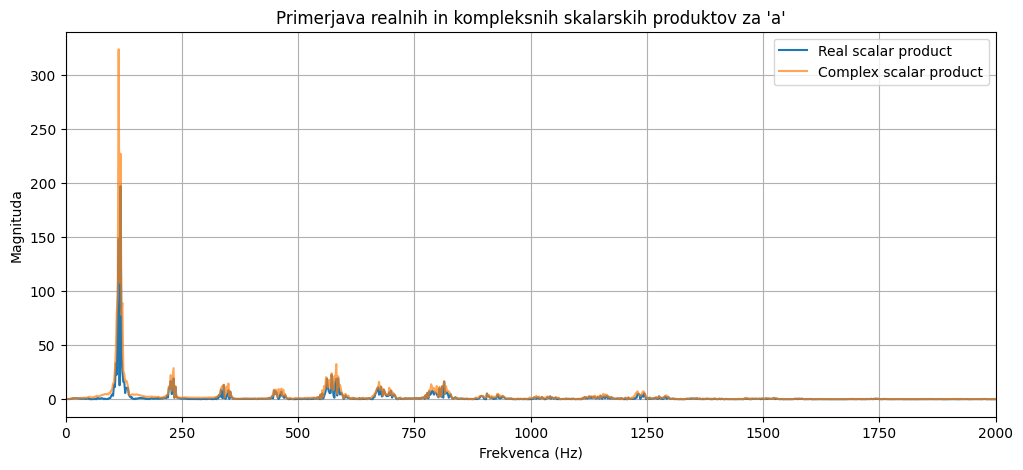 Primerjava realnih in kompleksnih skalarskih produktov za 'a'
Real scalar product
Complex scalar product
Magnituda
300
250
200
150
100
50
0
0 250 500 750 1000 1250 1500 1750 2000
Frekvenca (Hz)